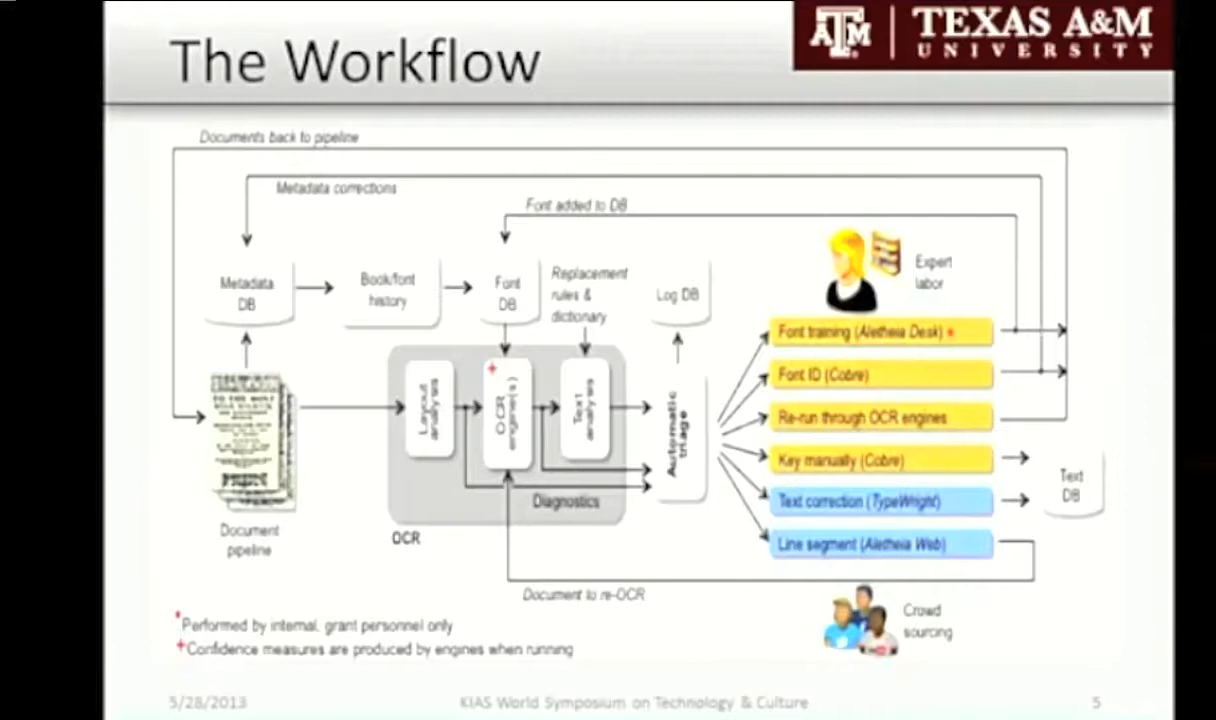 The Workflow
TEXAS A&M
UNIVERSITY
Documents back to pipeline
Metadata corrections
Font added to DB
Metadata
DB
Book/font
history
Font
DB
Replacement
rules &
dictionary
Log DB
Expert
labor
Layout
analysis
+
OCR
engine(s)
Text
analysis
Automatic
triage
Font training (Aletheia Desk) *
Font ID (Cobre)
Re-run through OCR engines
Key manually (Cobre)
Text correction (TypeWright)
Line segment (Aletheia Web)
Text
DB
Diagnostics
OCR
Document
pipeline
Document to re-OCR
Crowd
sourcing
*Performed by internal, grant personnel only
+Confidence measures are produced by engines when running
5/28/2013
KIAS World Symposium on Technology & Culture
5